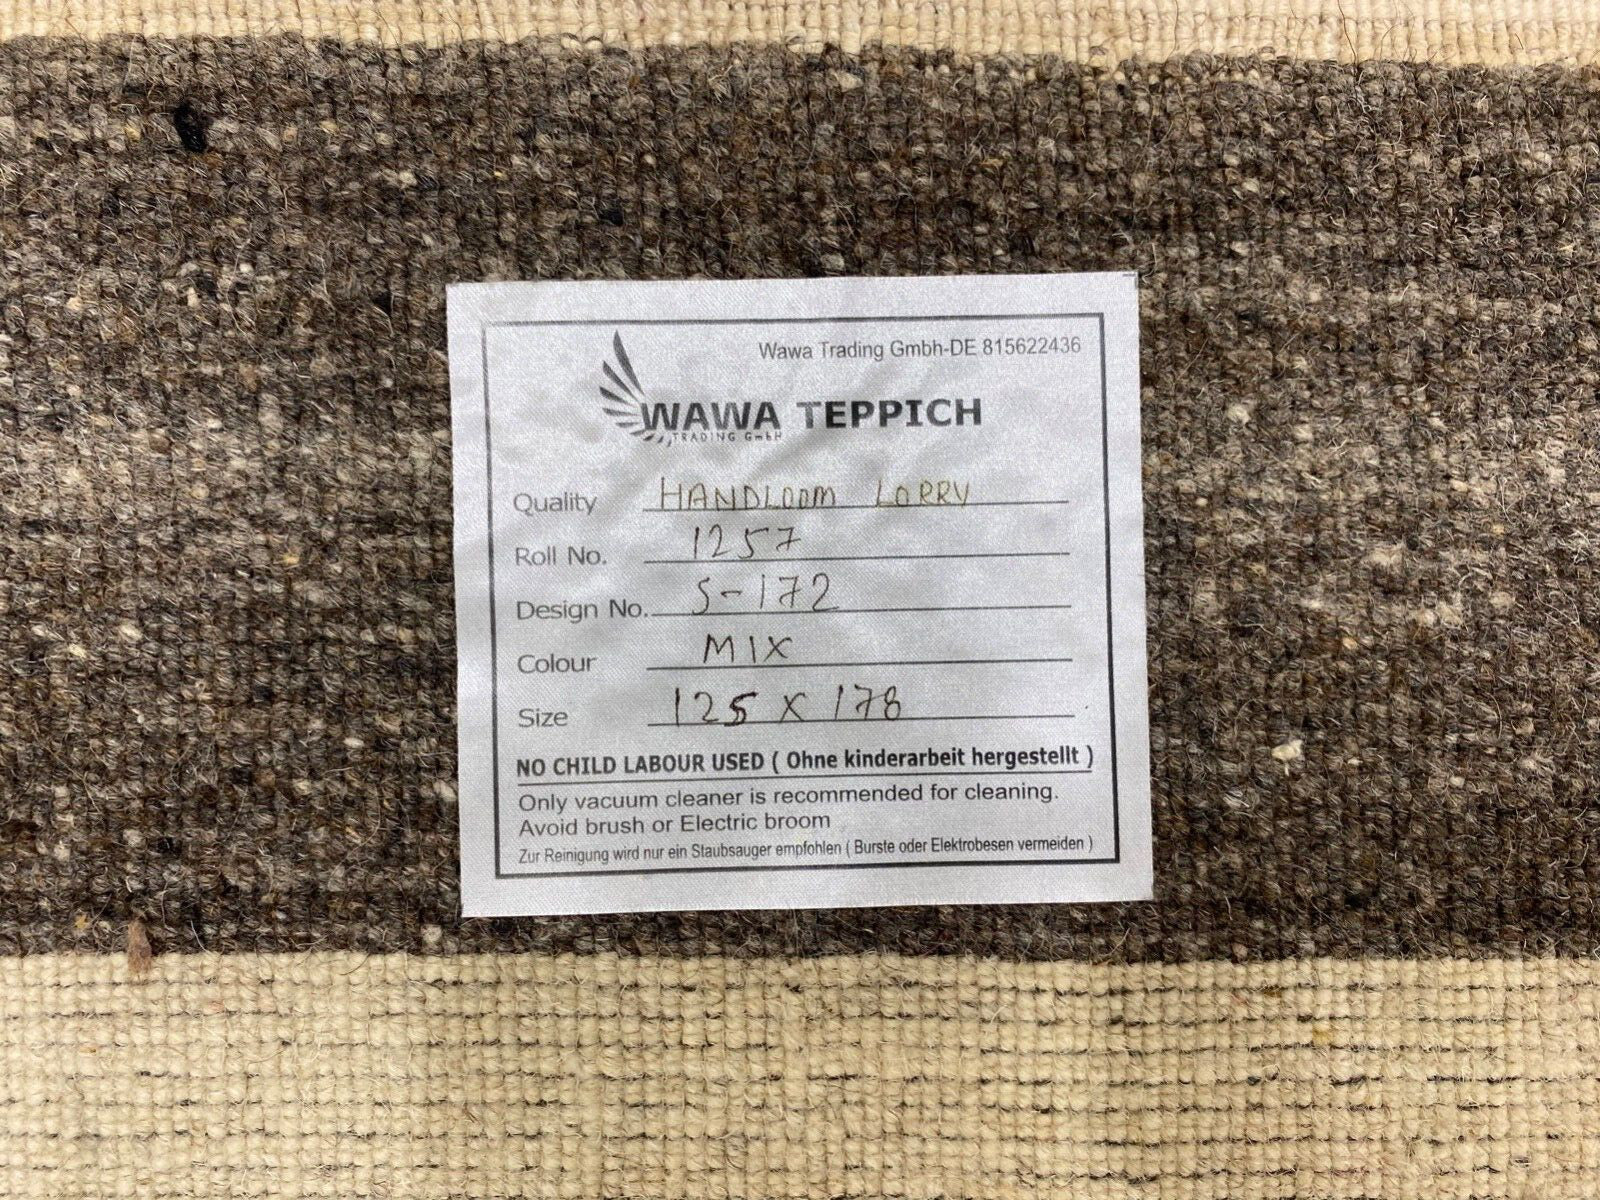 Wawa Trading Gmbh-DE 815622436
WAWA TEPPICH
TRADING GmbH
Quality HANDLOOM LORRY
Roll No. 1257
Design No. S-172
Colour MIX
Size 125 X 178
NO CHILD LABOUR USED ( Ohne kinderarbeit hergestellt )
Only vacuum cleaner is recommended for cleaning.
Avoid brush or Electric broom
Zur Reinigung wird nur ein Staubsauger empfohlen ( Burste oder Elektrobesen vermeiden )